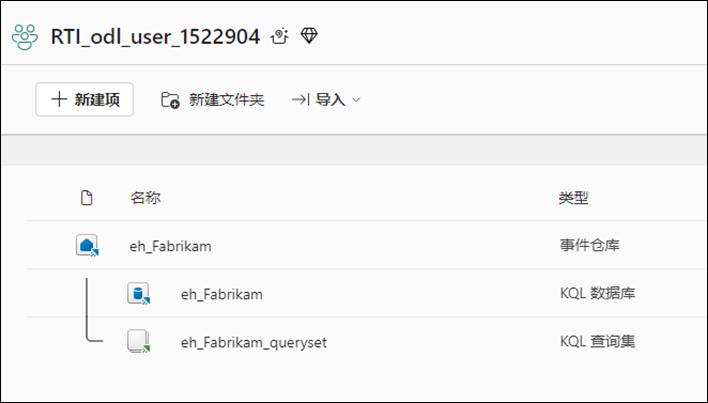 RTI_odl_user_1522904
新建项 新建文件夹 导入
名称 类型
eh_Fabrikam 事件仓库
eh_Fabrikam KQL 数据库
eh_Fabrikam_queryset KQL 查询集